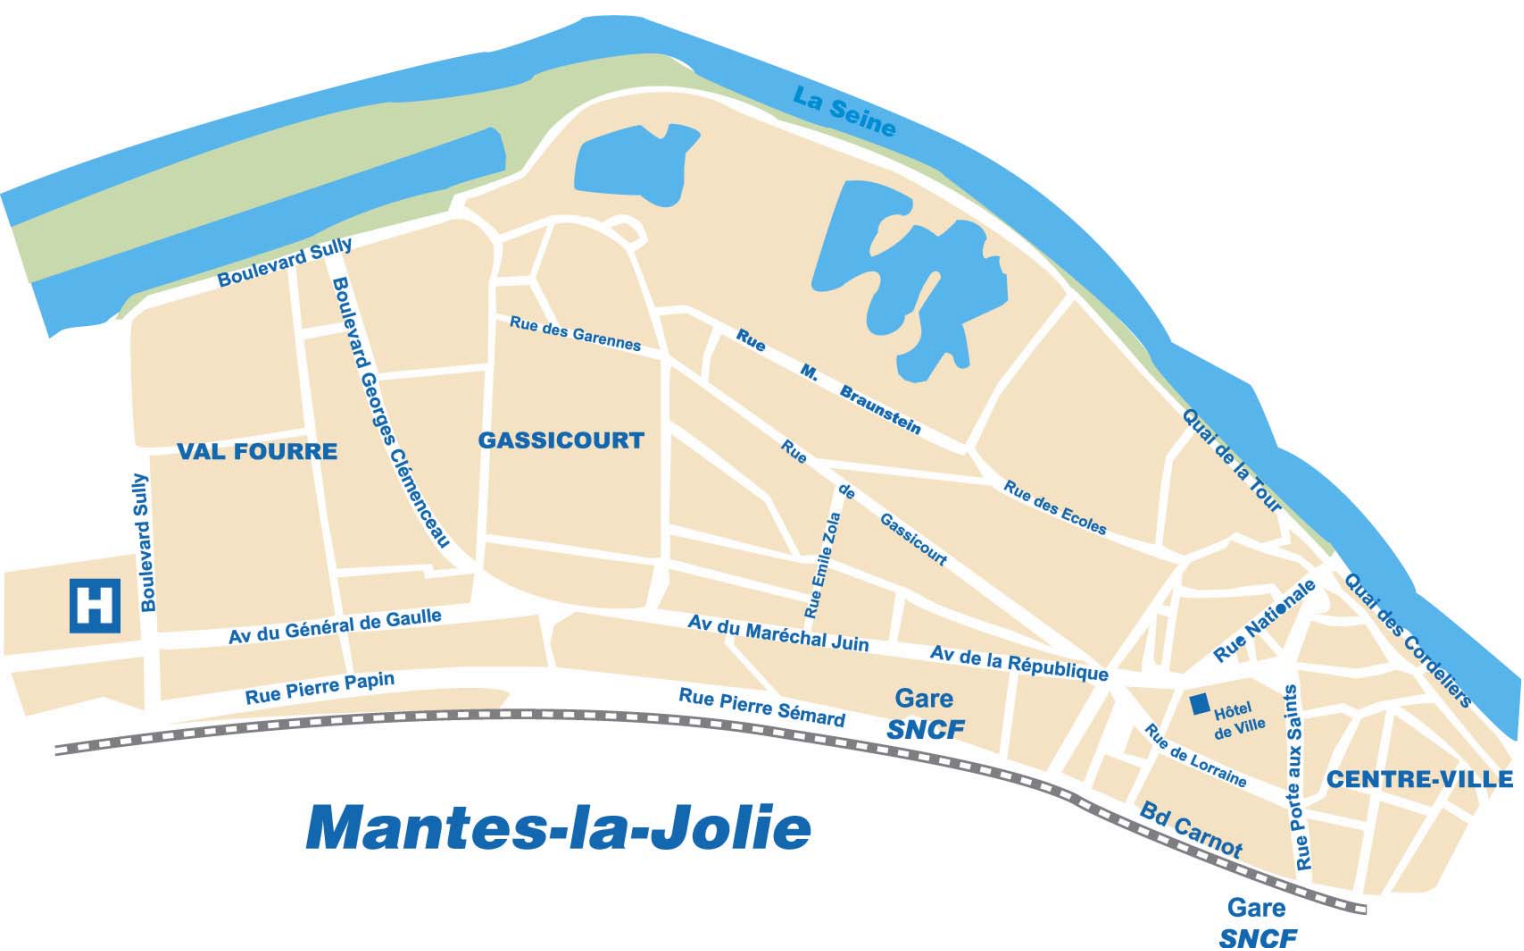 La Seine
Boulevard Sully
Boulevard Georges Clémenceau
Rue des Garennes
Rue M. Braunstein
VAL FOURRE
GASSICOURT
Quai de la Tour
Rue de Gassicourt
Rue des Ecoles
Boulevard Sully
Rue Emile Zola
H
Av du Général de Gaulle
Av du Maréchal Juin
Av de la République
Rue Nationale
Quai des Cordeliers
Rue Pierre Papin
Rue Pierre Sémard
Gare
SNCF
Hôtel
de Ville
Rue de Lorraine
Rue Porte aux Saints
CENTRE-VILLE
Mantes-la-Jolie
Bd Carnot
Gare
SNCF